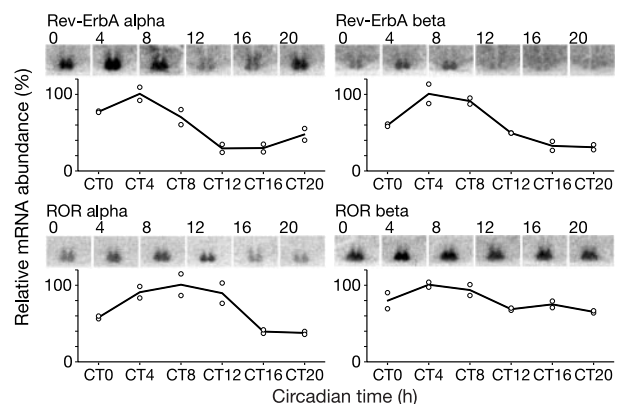 Rev-ErbA alpha
0 4 8 12 16 20
100
0
CT0 CT4 CT8 CT12 CT16 CT20
Rev-ErbA beta
0 4 8 12 16 20
100
0
CT0 CT4 CT8 CT12 CT16 CT20
ROR alpha
0 4 8 12 16 20
100
0
CT0 CT4 CT8 CT12 CT16 CT20
ROR beta
0 4 8 12 16 20
100
0
CT0 CT4 CT8 CT12 CT16 CT20
Relative mRNA abundance (%)
Circadian time (h)